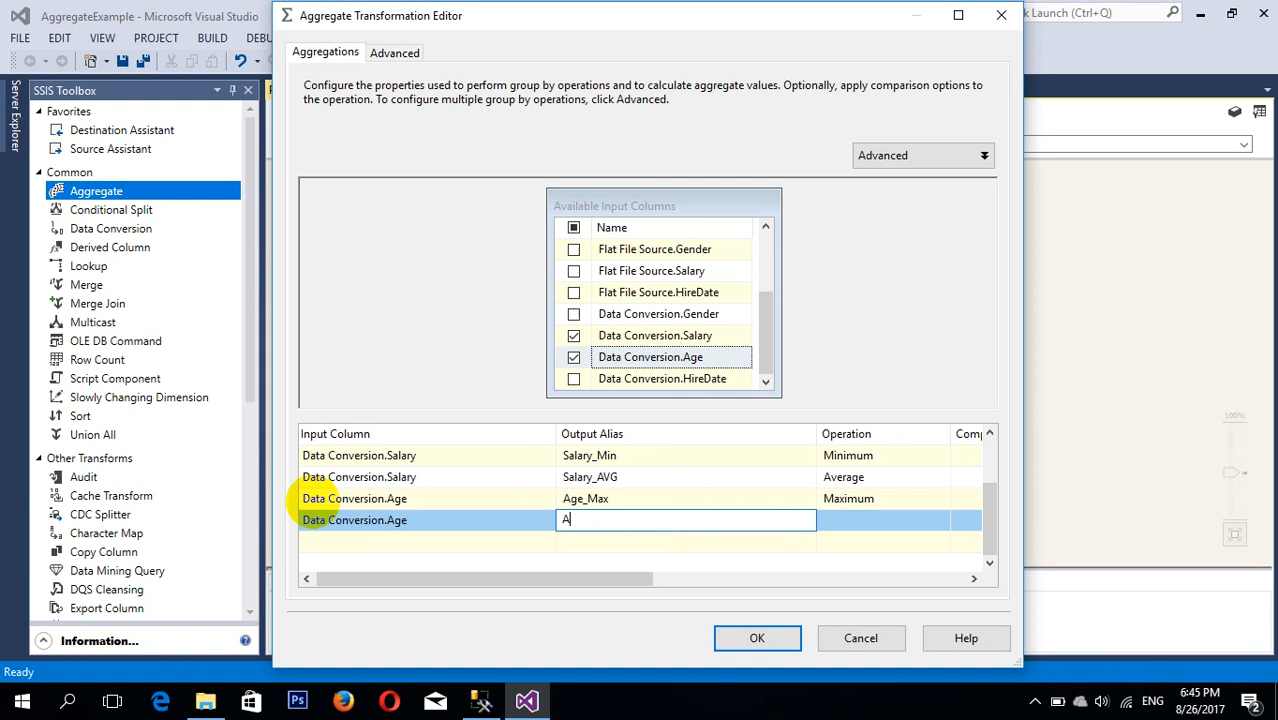 AggregateExample - Microsoft Visual Studio
Aggregate Transformation Editor
Launch (Ctrl+Q)
FILE EDIT VIEW PROJECT BUILD
Aggregations Advanced
SSIS Toolbox
Server Explorer
Configure the properties used to perform group by operations and to calculate aggregate values. Optionally, apply comparison options to
the operation. To configure multiple group by operations, click Advanced.
Advanced
Favorites
Destination Assistant
Source Assistant
Common
Aggregate
Conditional Split
Data Conversion
Derived Column
Lookup
Merge
Merge Join
Multicast
OLE DB Command
Row Count
Script Component
Slowly Changing Dimension
Sort
Union All
Other Transforms
Audit
Cache Transform
CDC Splitter
Character Map
Copy Column
Data Mining Query
DQS Cleansing
Export Column
Information...
Available Input Columns
Name
Flat File Source.Gender
Flat File Source.Salary
Flat File Source.HireDate
Data Conversion.Gender
Data Conversion.Salary
Data Conversion.Age
Data Conversion.HireDate
Input Column Output Alias Operation
Data Conversion.Salary Salary_Min Minimum
Data Conversion.Salary Salary_AVG Average
Data Conversion.Age Age_Max Maximum
Data Conversion.Age A
OK Cancel Help
100%
Ready
ENG
6:45 PM
8/26/2017
2
Ps